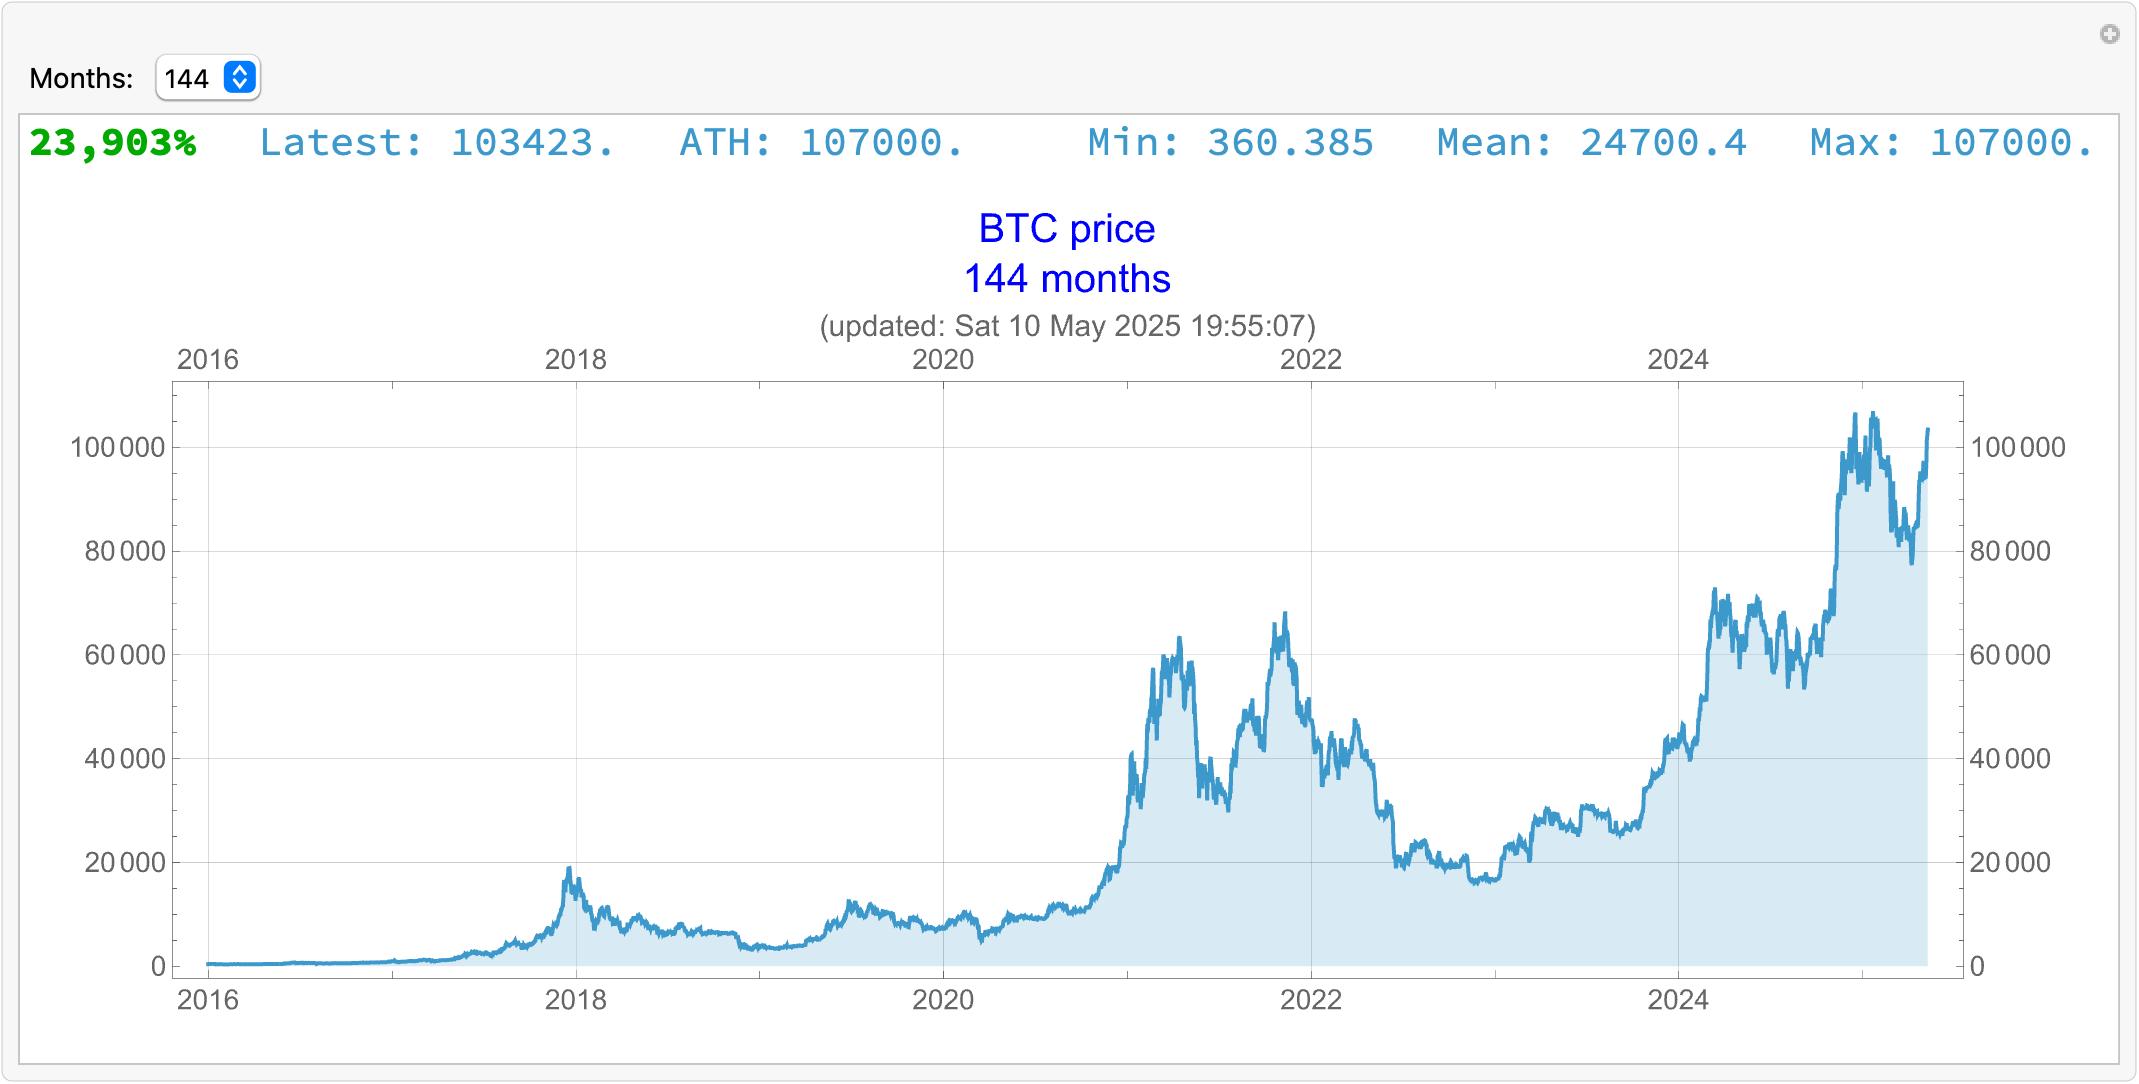 Months: 144
23,903% Latest: 103423. ATH: 107000. Min: 360.385 Mean: 24700.4 Max: 107000.
BTC price
144 months
(updated: Sat 10 May 2025 19:55:07)
2016 2018 2020 2022 2024
100 000 100 000
80 000 80 000
60 000 60 000
40 000 40 000
20 000 20 000
0 0
2016 2018 2020 2022 2024